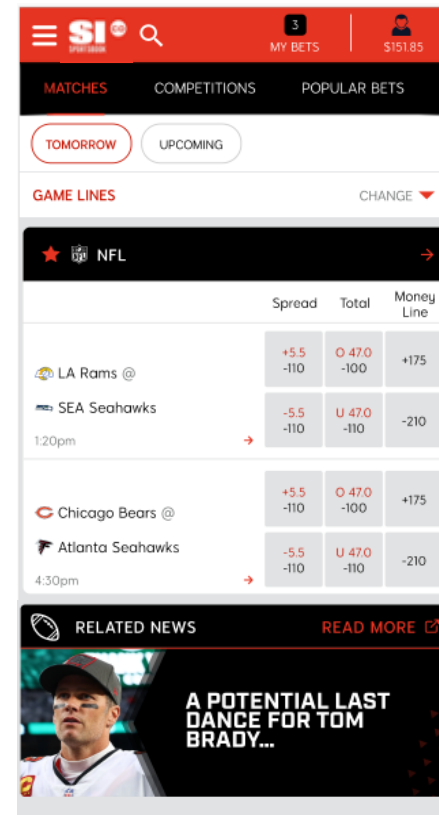 SI GO
SPORTSBOOK
3
MY BETS
$151.85
MATCHES COMPETITIONS POPULAR BETS
TOMORROW UPCOMING
GAME LINES CHANGE
NFL
Spread Total Money Line
LA Rams @ +5.5 -110 O 47.0 -100 +175
SEA Seahawks -5.5 -110 U 47.0 -110 -210
1:20pm
Chicago Bears @ +5.5 -110 O 47.0 -100 +175
Atlanta Seahawks -5.5 -110 U 47.0 -110 -210
4:30pm
RELATED NEWS READ MORE
A POTENTIAL LAST
DANCE FOR TOM
BRADY...